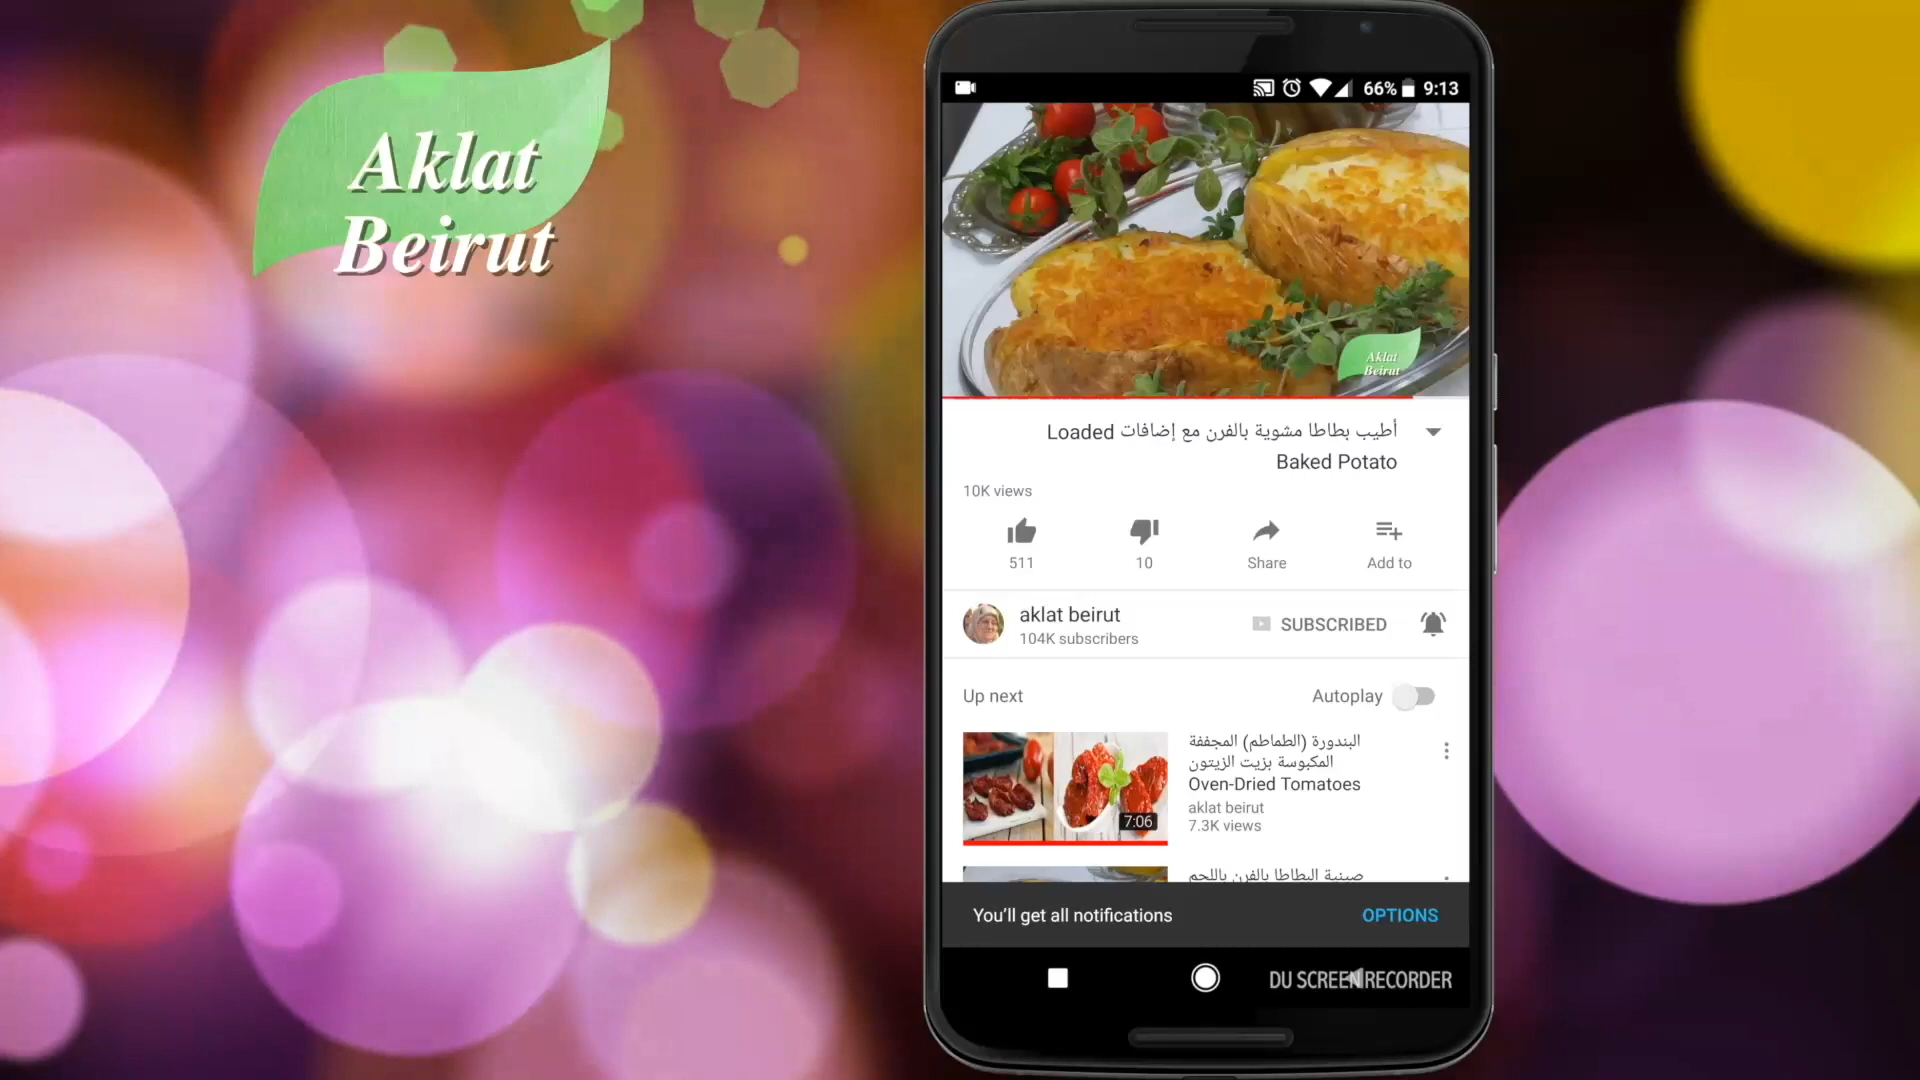 Aklat
Beirut
66% 9:13
Aklat
Beirut
أطيب بطاطا مشوية بالفرن مع إضافات Loaded
Baked Potato
10K views
511
10
Share
Add to
aklat beirut
104K subscribers
SUBSCRIBED
Up next
Autoplay
7:06
البندورة (الطماطم) المجففة
المكبوسة بزيت الزيتون
Oven-Dried Tomatoes
aklat beirut
7.3K views
صينية البطاطا بالفرن باللحم
You'll get all notifications
OPTIONS
DU SCREEN RECORDER